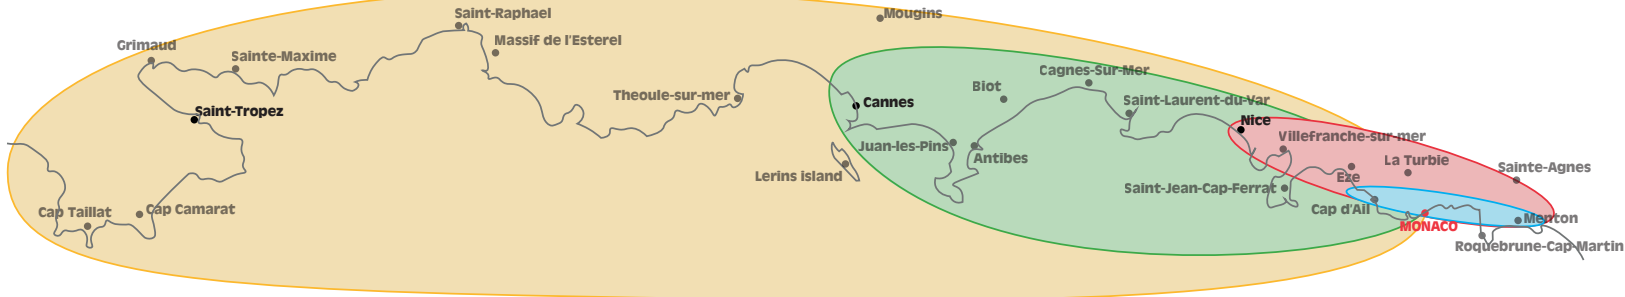 Saint-Raphael
Mougins
Grimaud
Massif de l'Esterel
Sainte-Maxime
Cagnes-Sur-Mer
Biot
Theoule-sur-mer
Cannes
Saint-Laurent-du-Var
Saint-Tropez
Nice
Villefranche-sur-mer
Juan-les-Pins
Antibes
La Turbie
Sainte-Agnes
Lerins island
Eze
Saint-Jean-Cap-Ferrat
Cap Taillat
Cap Camarat
Cap d'Ail
Menton
MONACO
Roquebrune-Cap-Martin